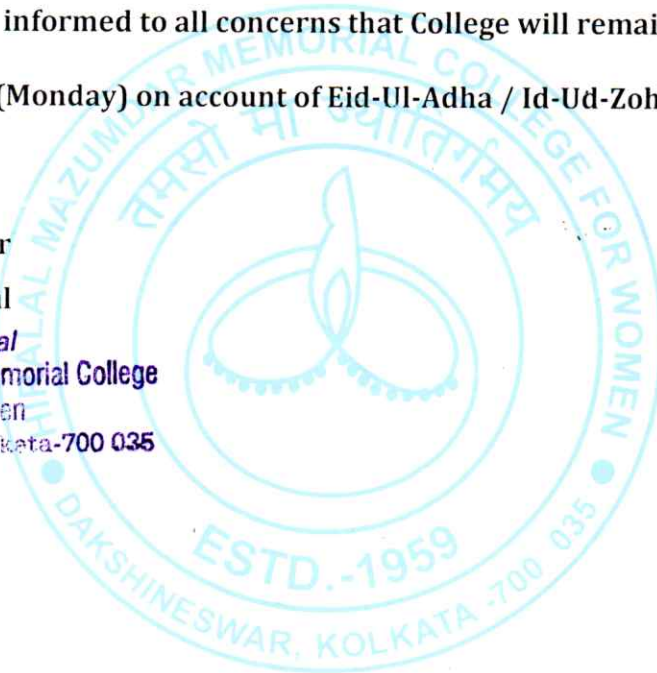 informed to all concerns that College will remai
(Monday) on account of Eid-Ul-Adha / Id-Ud-Zoh
HIRALAL MAZUMDAR MEMORIAL COLLEGE FOR WOMEN
तमसो मा ज्योतिर्गमय
r
al
al
morial College
en
kata-700 035
ESTD.-1959
DAKSHINESWAR, KOLKATA -700 035